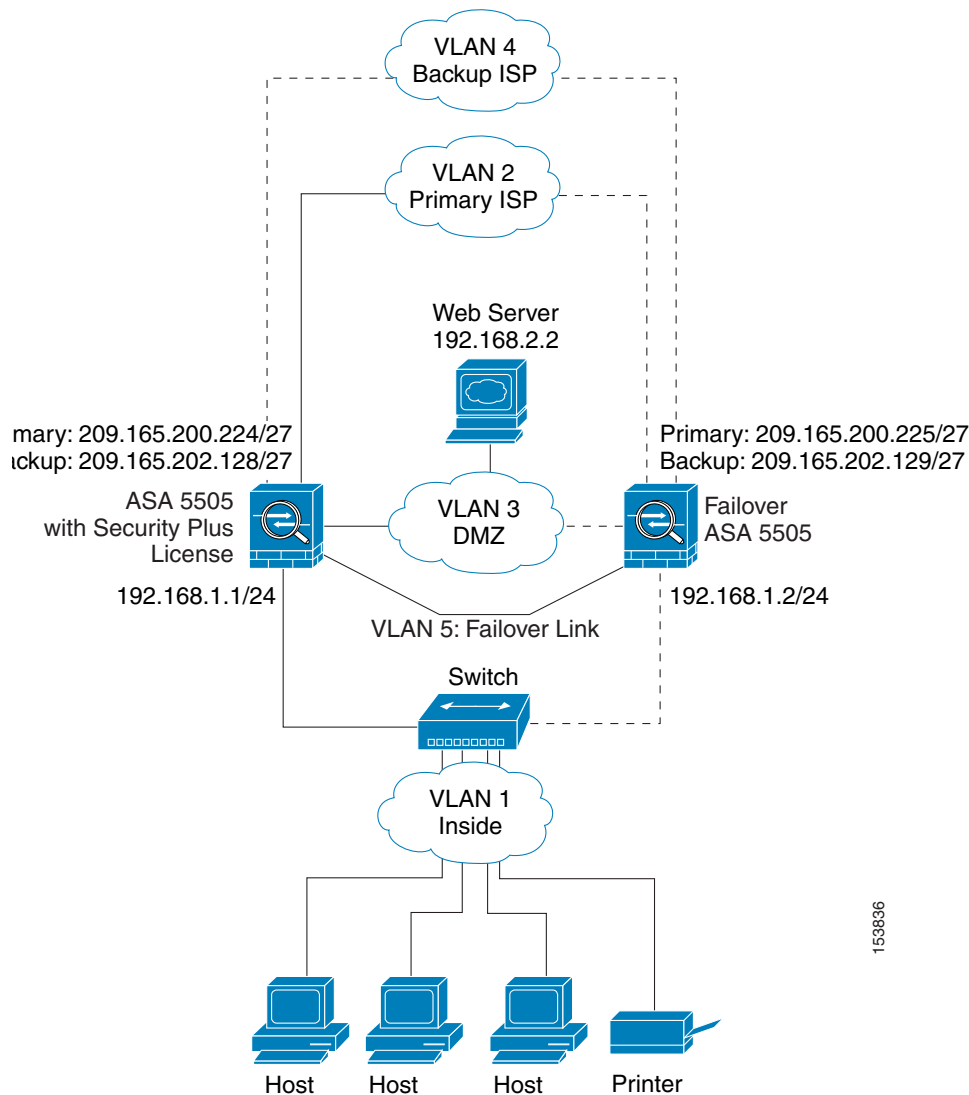 VLAN 4
Backup ISP
VLAN 2
Primary ISP
Web Server
192.168.2.2
mary: 209.165.200.224/27
ackup: 209.165.202.128/27
Primary: 209.165.200.225/27
Backup: 209.165.202.129/27
ASA 5505
with Security Plus
License
VLAN 3
DMZ
Failover
ASA 5505
192.168.1.1/24
192.168.1.2/24
VLAN 5: Failover Link
Switch
VLAN 1
Inside
153836
Host
Host
Host
Printer